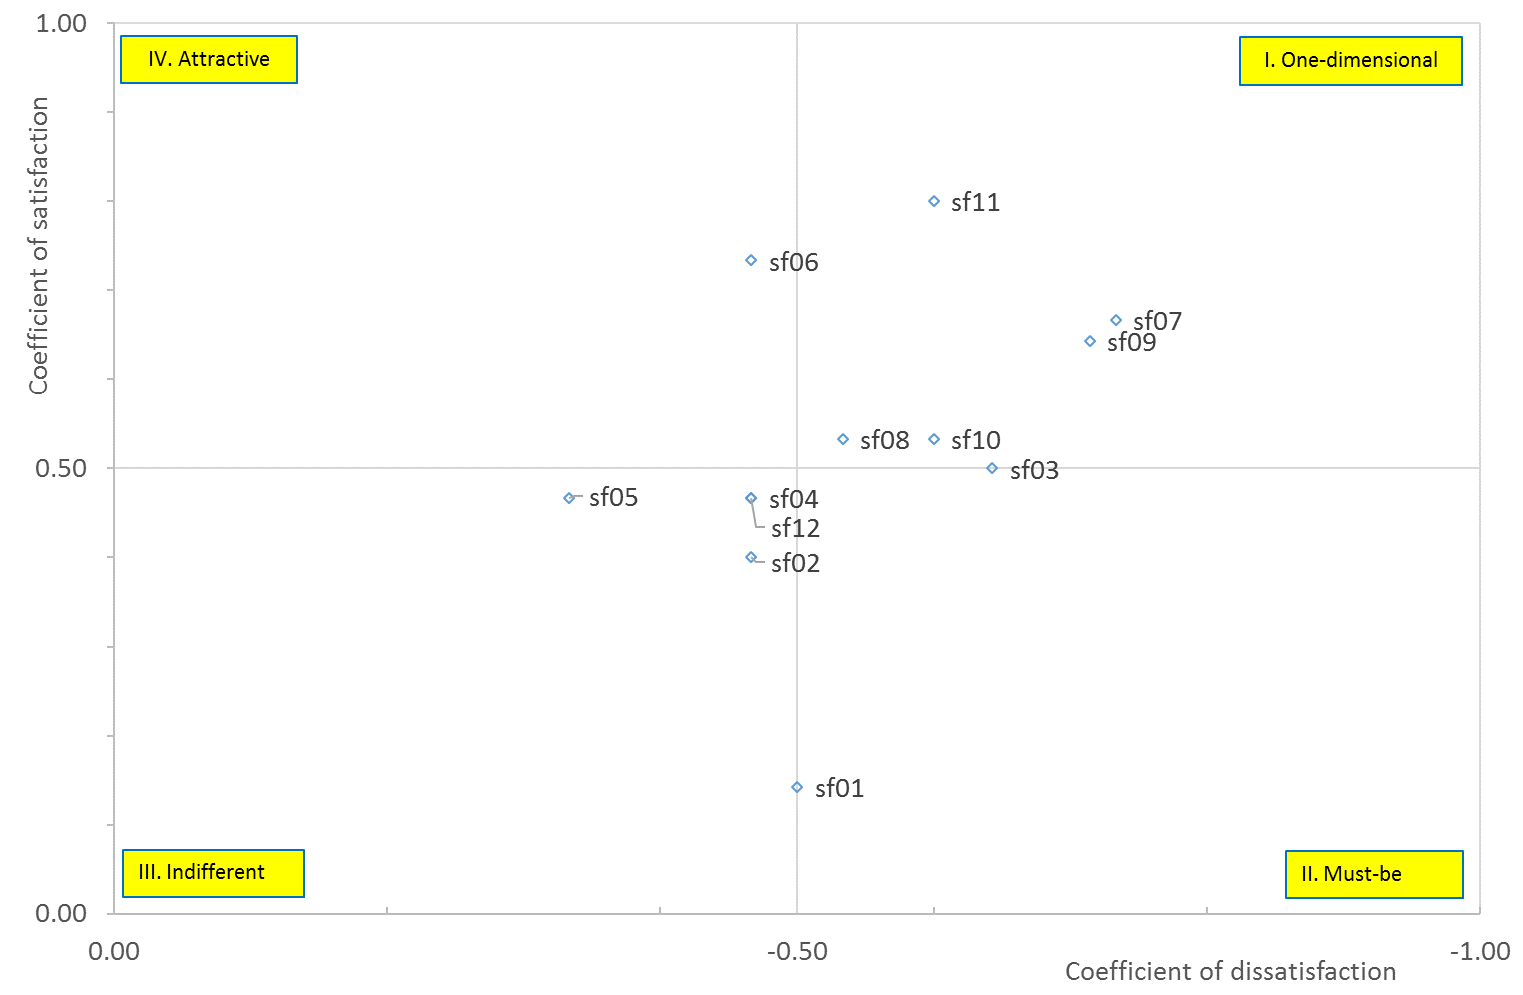 1.00
IV. Attractive
I. One-dimensional
Coefficient of satisfaction
sf11
sf06
sf07
sf09
sf08
sf10
0.50
sf03
sf05
sf04
sf12
sf02
sf01
III. Indifferent
II. Must-be
0.00
0.00
-0.50
-1.00
Coefficient of dissatisfaction